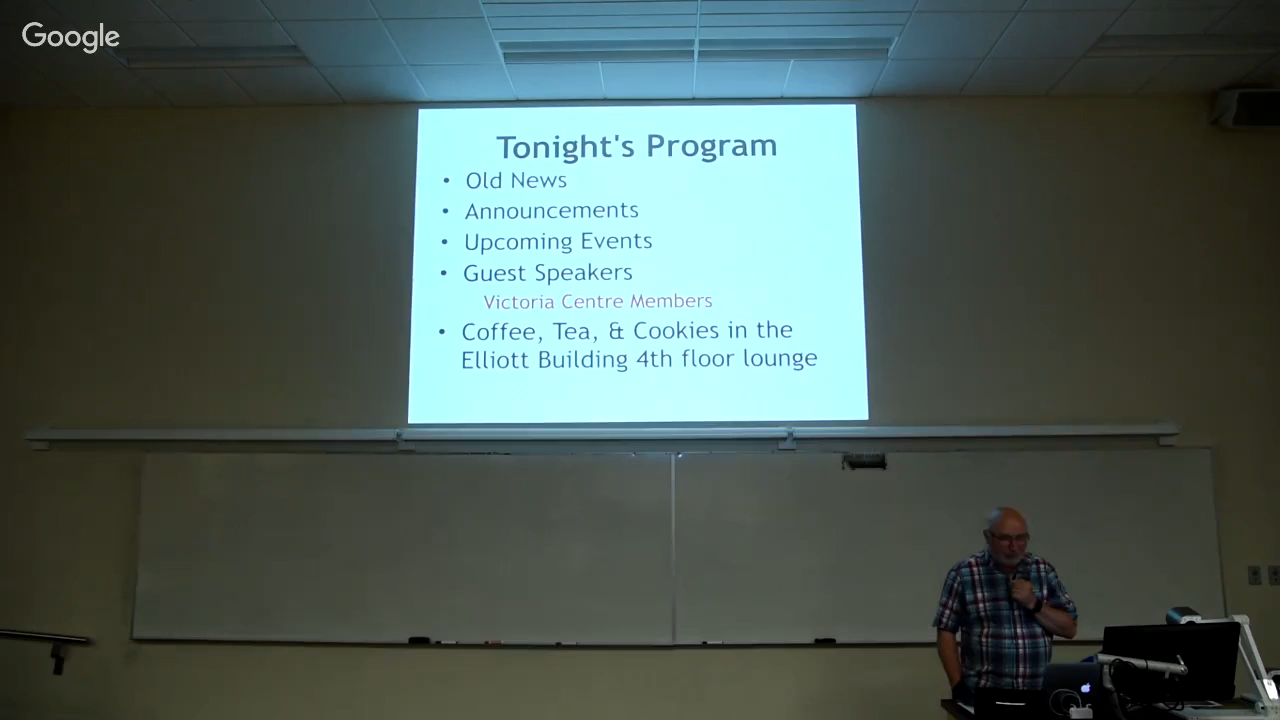 Google
Tonight's Program
• Old News
• Announcements
• Upcoming Events
• Guest Speakers
Victoria Centre Members
• Coffee, Tea, & Cookies in the
Elliott Building 4th floor lounge